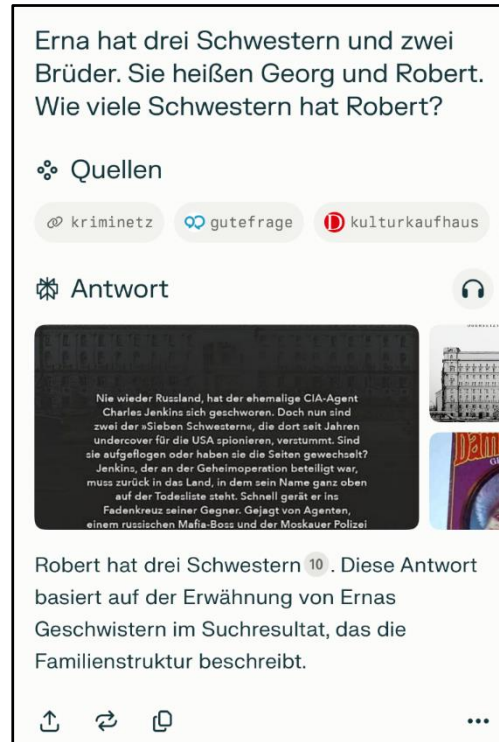 Erna hat drei Schwestern und zwei
Brüder. Sie heißen Georg und Robert.
Wie viele Schwestern hat Robert?
Quellen
kriminetz gutefrage kulturkaufhaus
Antwort
Nie wieder Russland, hat der ehemalige CIA-Agent
Charles Jenkins sich geschworen. Doch nun sind
zwei der »Sieben Schwestern«, die dort seit Jahren
undercover für die USA spionieren, verstummt. Sind
sie aufgeflogen oder haben sie die Seiten gewechselt?
Jenkins, der an der Geheimoperation beteiligt war,
muss zurück in das Land, in dem sein Name ganz oben
auf der Todesliste steht. Schnell gerät er ins
Fadenkreuz seiner Gegner. Gejagt von Agenten,
einem russischen Mafia-Boss und der Moskauer Polizei
Robert hat drei Schwestern 10 . Diese Antwort
basiert auf der Erwähnung von Ernas
Geschwistern im Suchresultat, das die
Familienstruktur beschreibt.